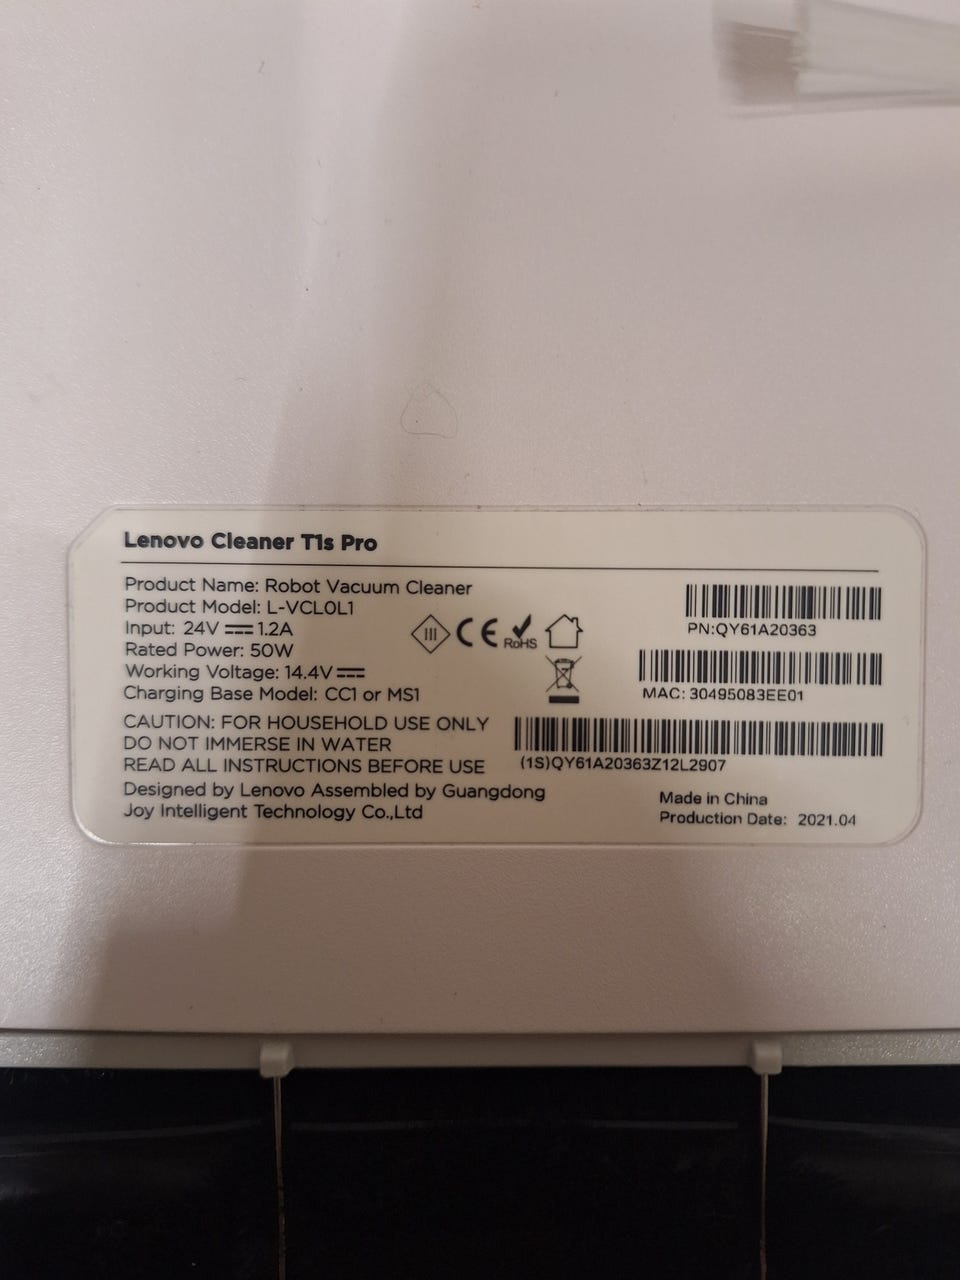 Lenovo Cleaner T1s Pro
Product Name: Robot Vacuum Cleaner
Product Model: L-VCL0L1
Input: 24V ⎓ 1.2A
Rated Power: 50W
Working Voltage: 14.4V ⎓
Charging Base Model: CC1 or MS1
CAUTION: FOR HOUSEHOLD USE ONLY
DO NOT IMMERSE IN WATER
READ ALL INSTRUCTIONS BEFORE USE
Designed by Lenovo Assembled by Guangdong
Joy Intelligent Technology Co.,Ltd
III CE RoHS
PN:QY61A20363
MAC: 30495083EE01
(1S)QY61A20363Z12L2907
Made in China
Production Date: 2021.04